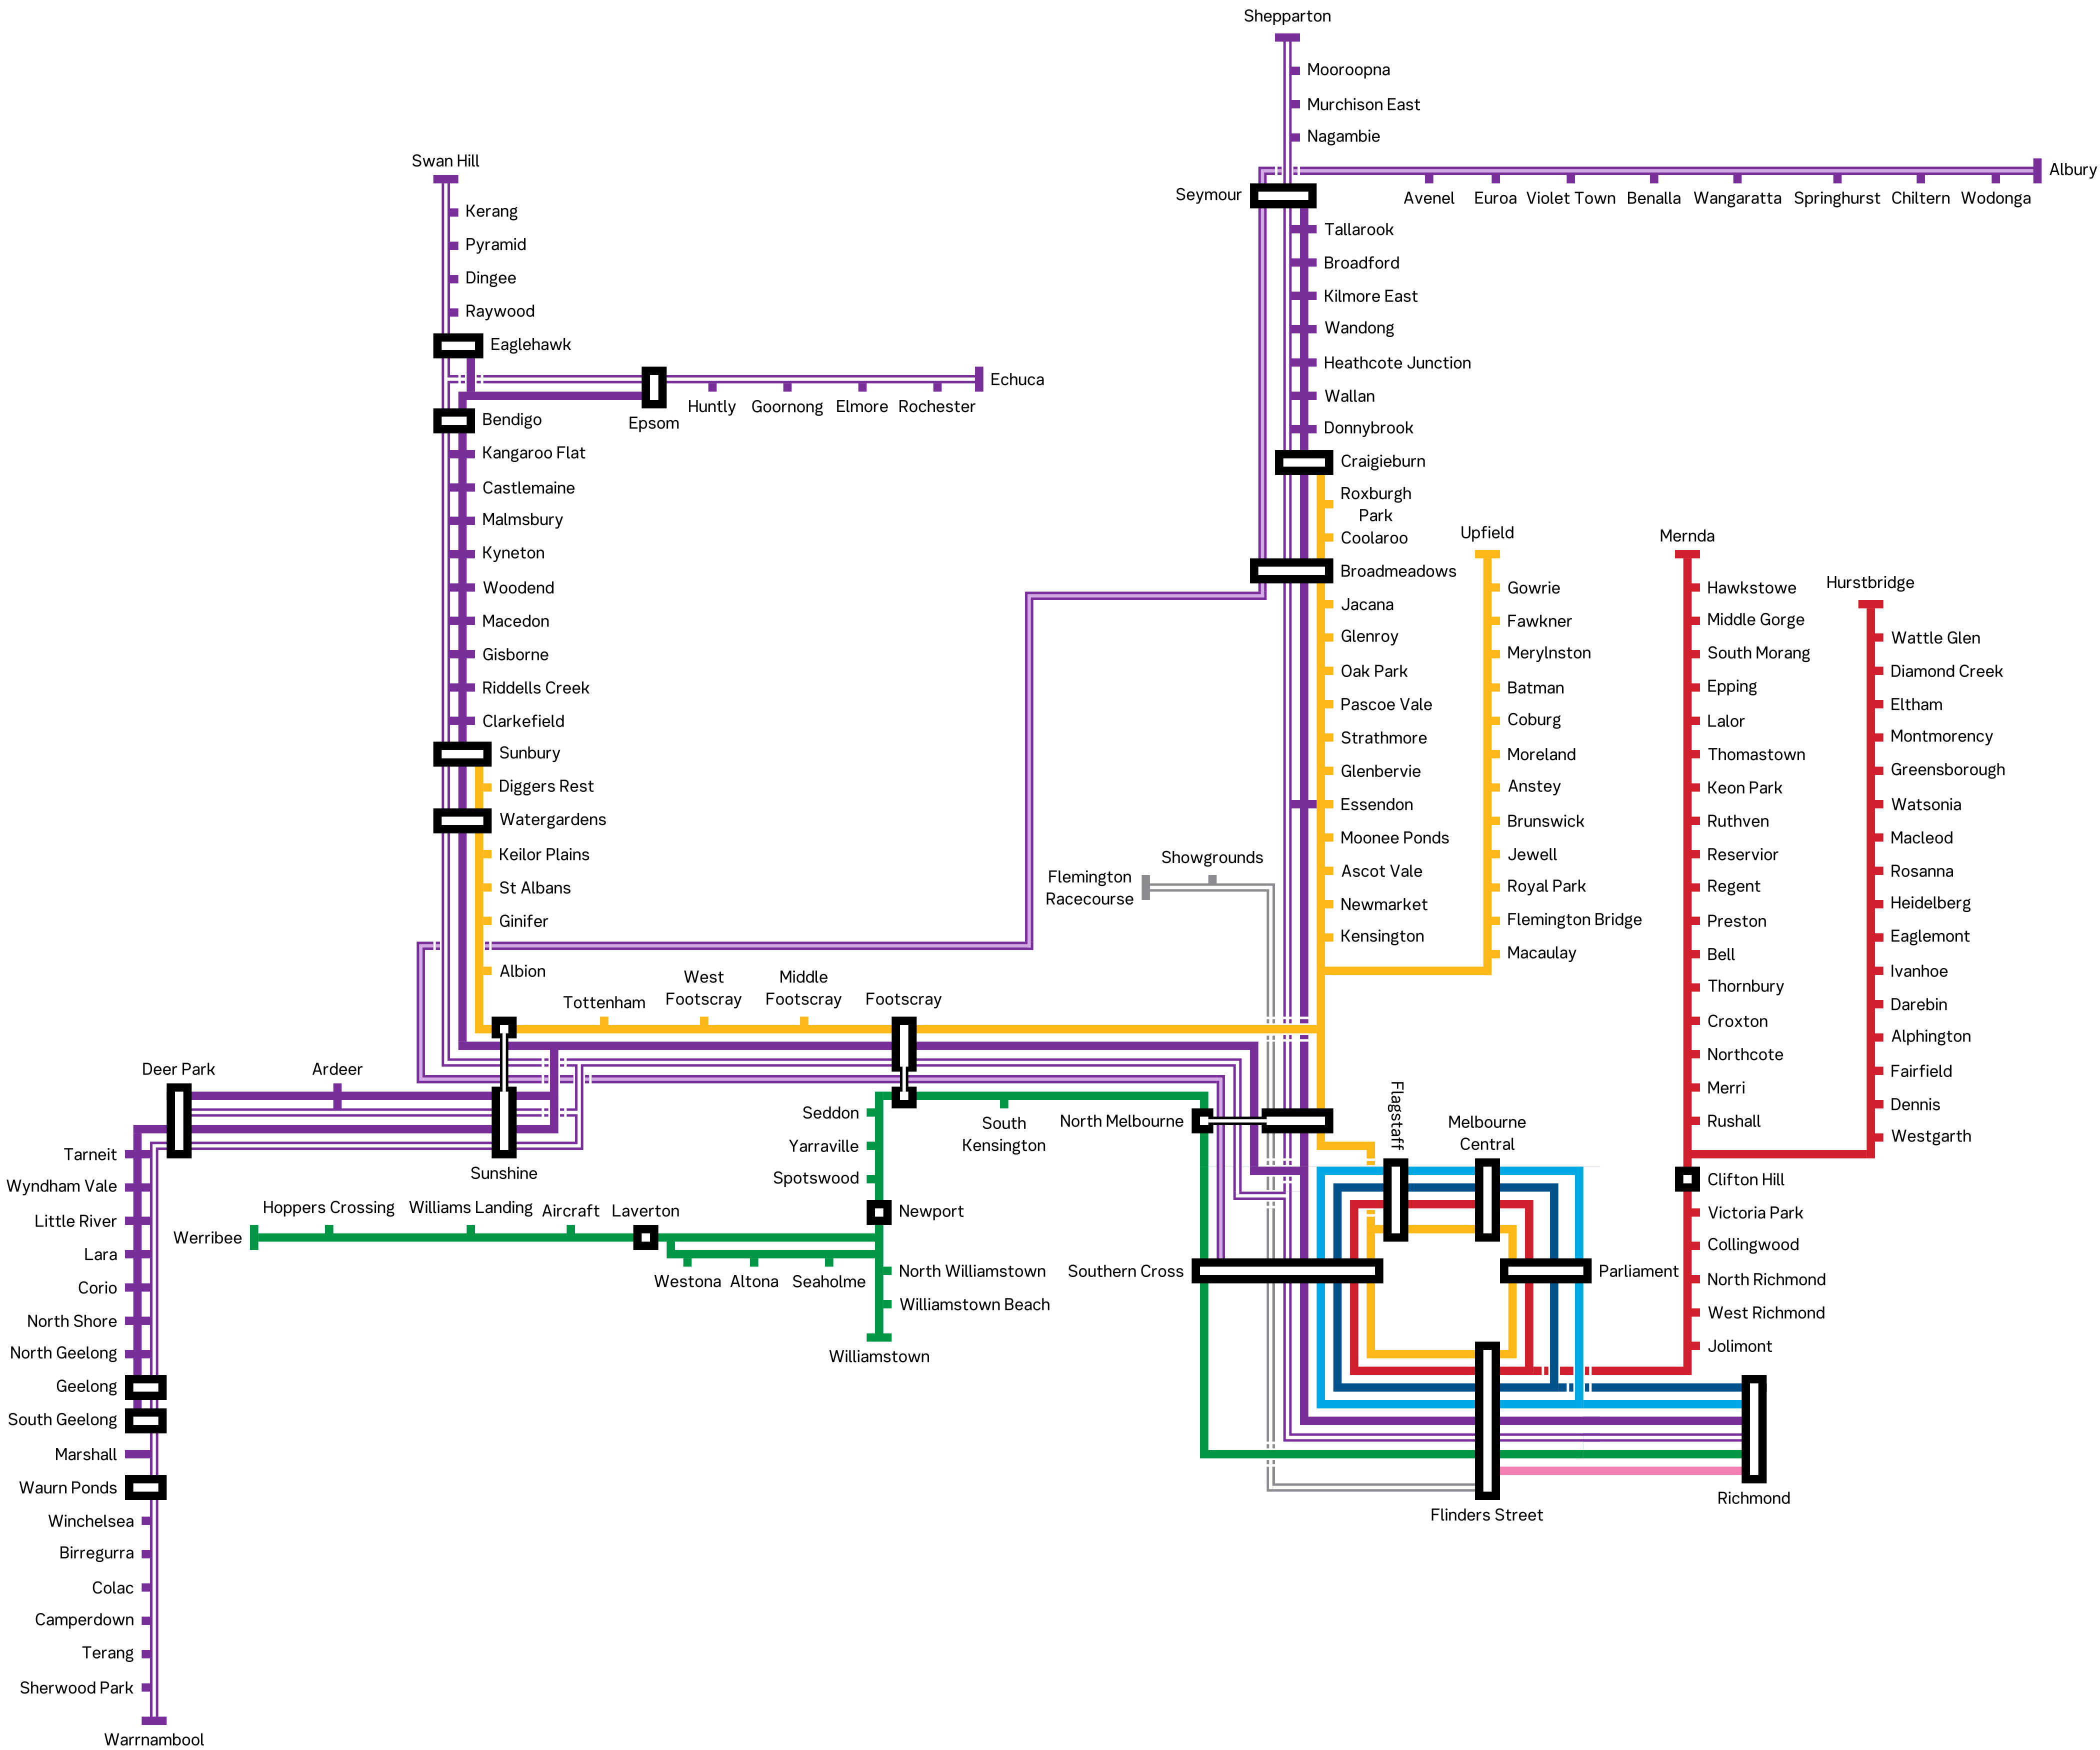 Shepparton
Mooroopna
Murchison East
Nagambie
Seymour
Albury
Avenel
Euroa
Violet Town
Benalla
Wangaratta
Springhurst
Chiltern
Wodonga
Tallarook
Broadford
Kilmore East
Wandong
Heathcote Junction
Wallan
Donnybrook
Craigieburn
Roxburgh
Park
Coolaroo
Broadmeadows
Jacana
Glenroy
Oak Park
Pascoe Vale
Strathmore
Glenbervie
Essendon
Moonee Ponds
Ascot Vale
Newmarket
Kensington
Swan Hill
Kerang
Pyramid
Dingee
Raywood
Eaglehawk
Echuca
Epsom
Huntly
Goornong
Elmore
Rochester
Bendigo
Kangaroo Flat
Castlemaine
Malmsbury
Kyneton
Woodend
Macedon
Gisborne
Riddells Creek
Clarkefield
Sunbury
Diggers Rest
Watergardens
Keilor Plains
St Albans
Ginifer
Albion
Upfield
Gowrie
Fawkner
Merylnston
Batman
Coburg
Moreland
Anstey
Brunswick
Jewell
Royal Park
Flemington Bridge
Macaulay
Mernda
Hawkstowe
Middle Gorge
South Morang
Epping
Lalor
Thomastown
Keon Park
Ruthven
Reservior
Regent
Preston
Bell
Thornbury
Croxton
Northcote
Merri
Rushall
Clifton Hill
Victoria Park
Collingwood
North Richmond
West Richmond
Jolimont
Hurstbridge
Wattle Glen
Diamond Creek
Eltham
Montmorency
Greensborough
Watsonia
Macleod
Rosanna
Heidelberg
Eaglemont
Ivanhoe
Darebin
Alphington
Fairfield
Dennis
Westgarth
Showgrounds
Flemington
Racecourse
Tottenham
West
Footscray
Middle
Footscray
Footscray
Deer Park
Ardeer
Sunshine
Seddon
Yarraville
Spotswood
Newport
South
Kensington
North Melbourne
Flagstaff
Melbourne
Central
Southern Cross
Parliament
Flinders Street
Richmond
Werribee
Hoppers Crossing
Williams Landing
Aircraft
Laverton
Westona
Altona
Seaholme
North Williamstown
Williamstown Beach
Williamstown
Tarneit
Wyndham Vale
Little River
Lara
Corio
North Shore
North Geelong
Geelong
South Geelong
Marshall
Waurn Ponds
Winchelsea
Birregurra
Colac
Camperdown
Terang
Sherwood Park
Warrnambool